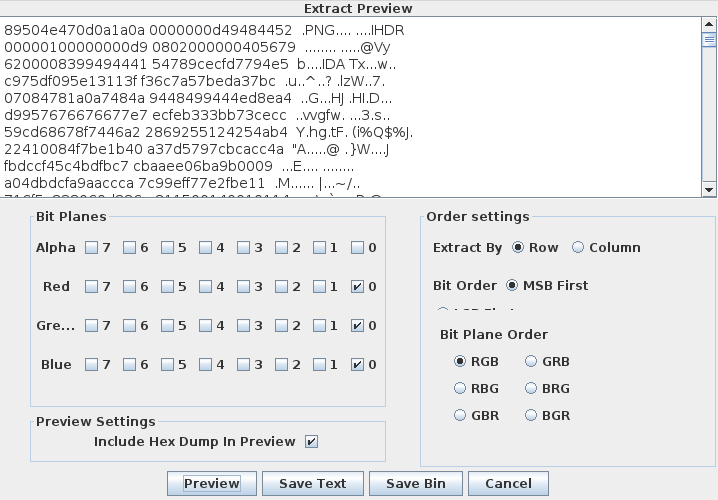 Extract Preview
89504e470d0a1a0a 0000000d49484452 .PNG.... ....IHDR
00000100000000d9 0802000000405679 ........ .....@Vy
6200008399494441 54789cecfd7794e5 b....IDA Tx...w..
c975df095e13113f f36c7a57beda37bc .u..^..? .lzW..7.
07084781a0a7484a 9448499444ed8ea4 ..G...HJ .HI.D...
d9957676676677e7 ecfeb333bb73cecc ..vvgfw. ...3.s..
59cd68678f7446a2 2869255124254ab4 Y.hg.tF. (i%Q$%J.
22410084f7be1b40 a37d5797cbcacc4a "A.....@ .}W....J
fbdccf45c4bdfbc7 cbaaee06ba9b0009 ...E.... ........
a04dbdcfa9aaccca 7c99eff77e2fbe11 .M...... |...~/..
Bit Planes
Alpha 7 6 5 4 3 2 1 0
Red 7 6 5 4 3 2 1 0
Gre... 7 6 5 4 3 2 1 0
Blue 7 6 5 4 3 2 1 0
Preview Settings
Include Hex Dump In Preview
Order settings
Extract By Row Column
Bit Order MSB First
Bit Plane Order
RGB GRB
RBG BRG
GBR BGR
Preview Save Text Save Bin Cancel